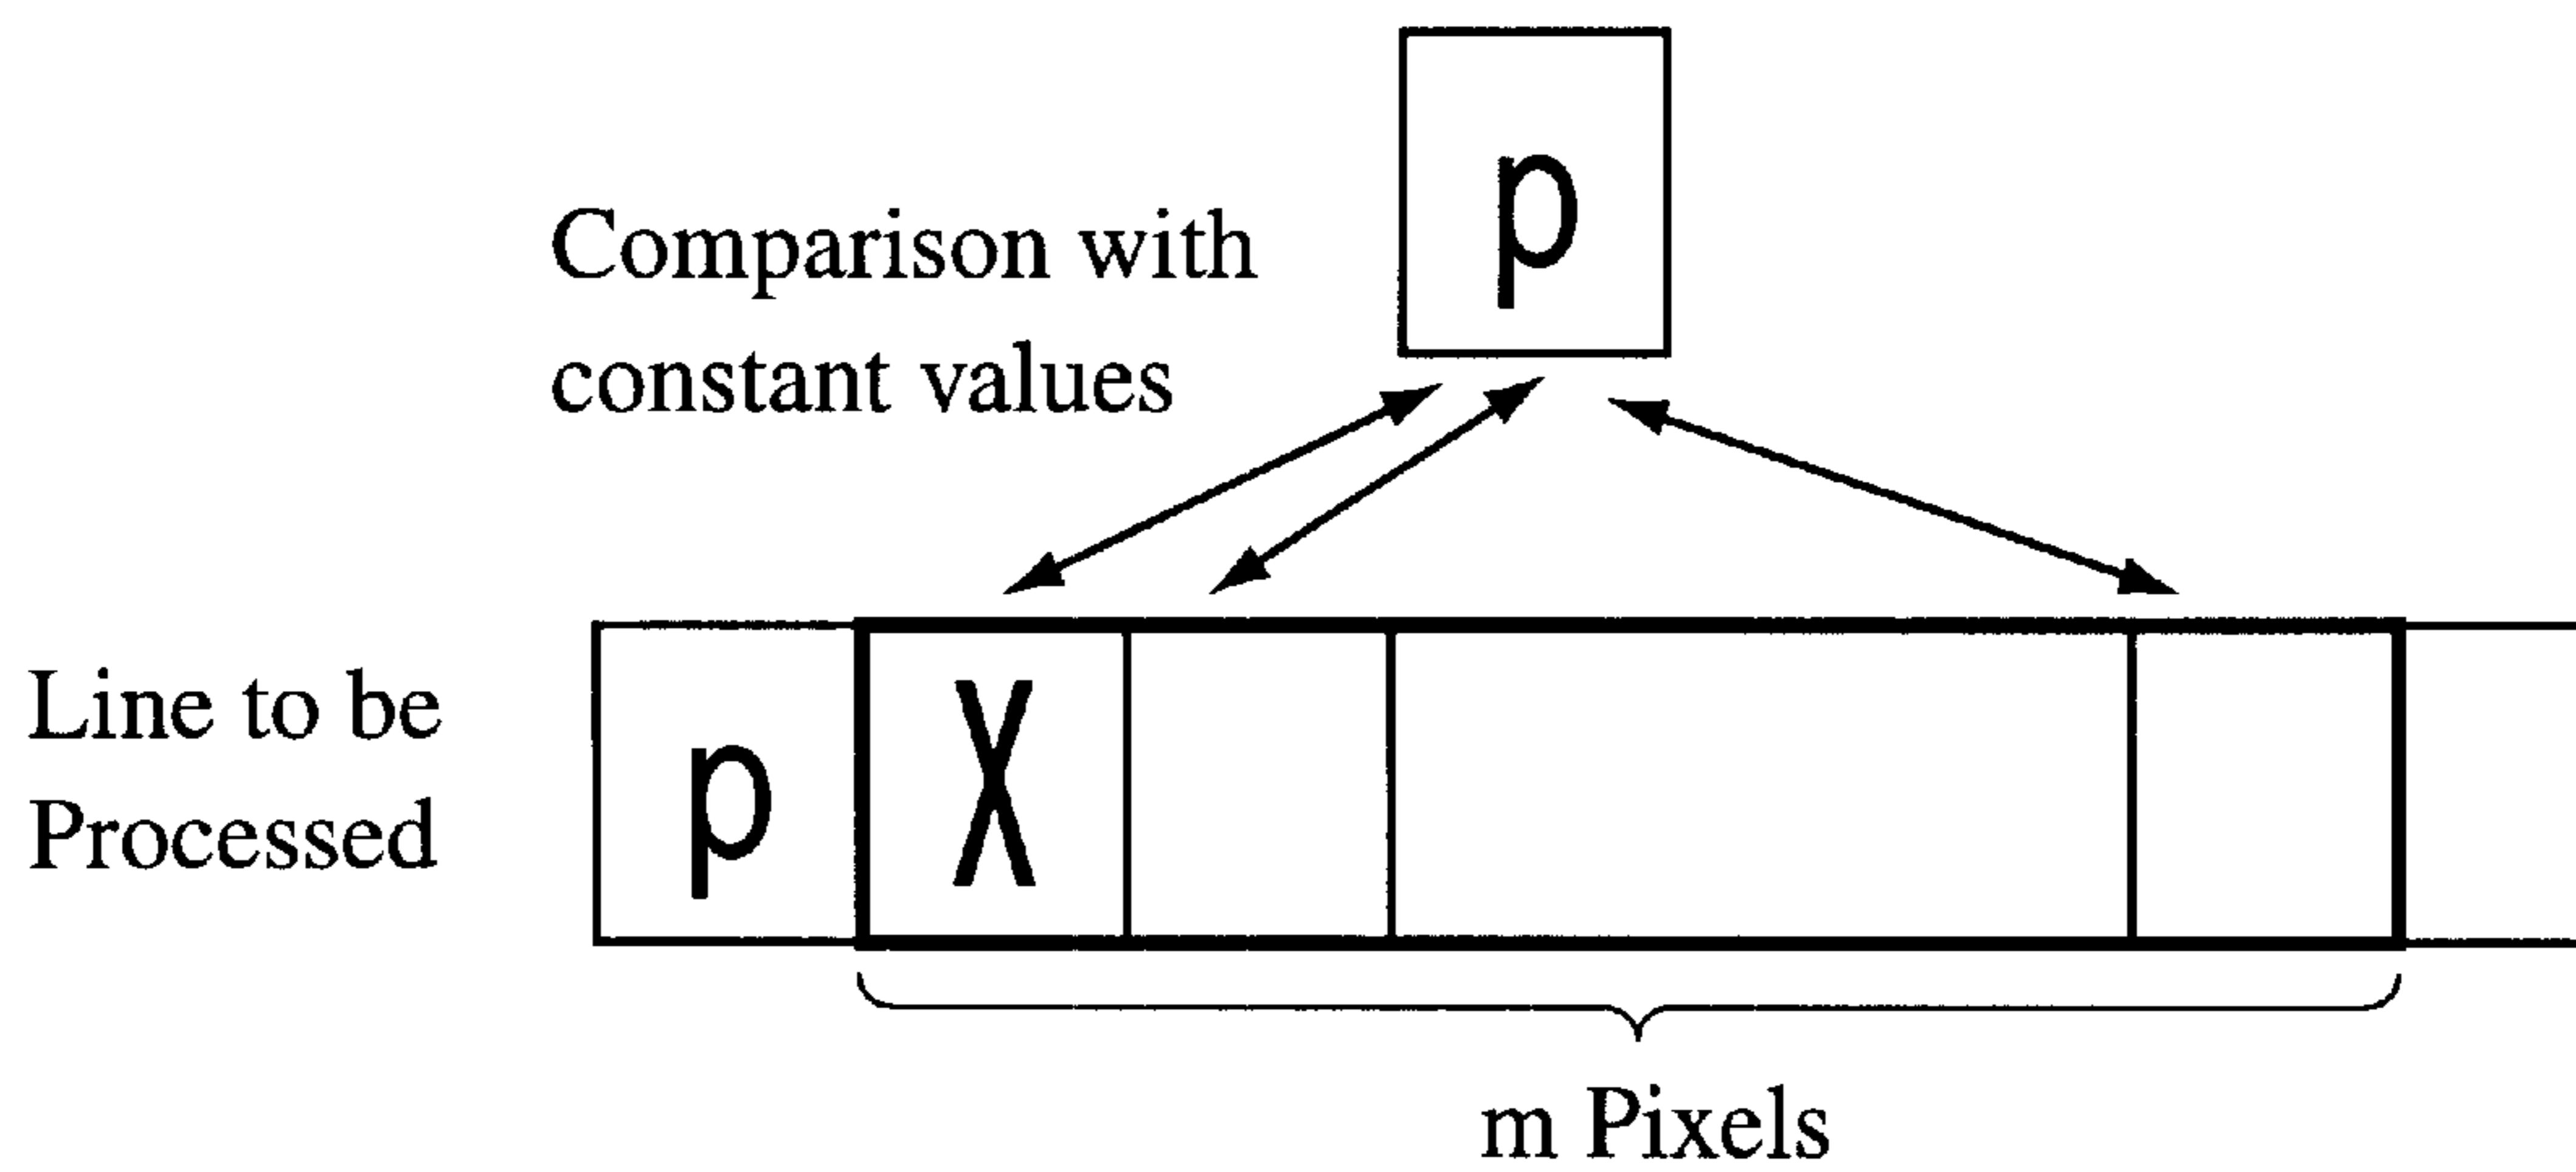 p
Comparison with
constant values
Line to be
Processed
p
X
m Pixels